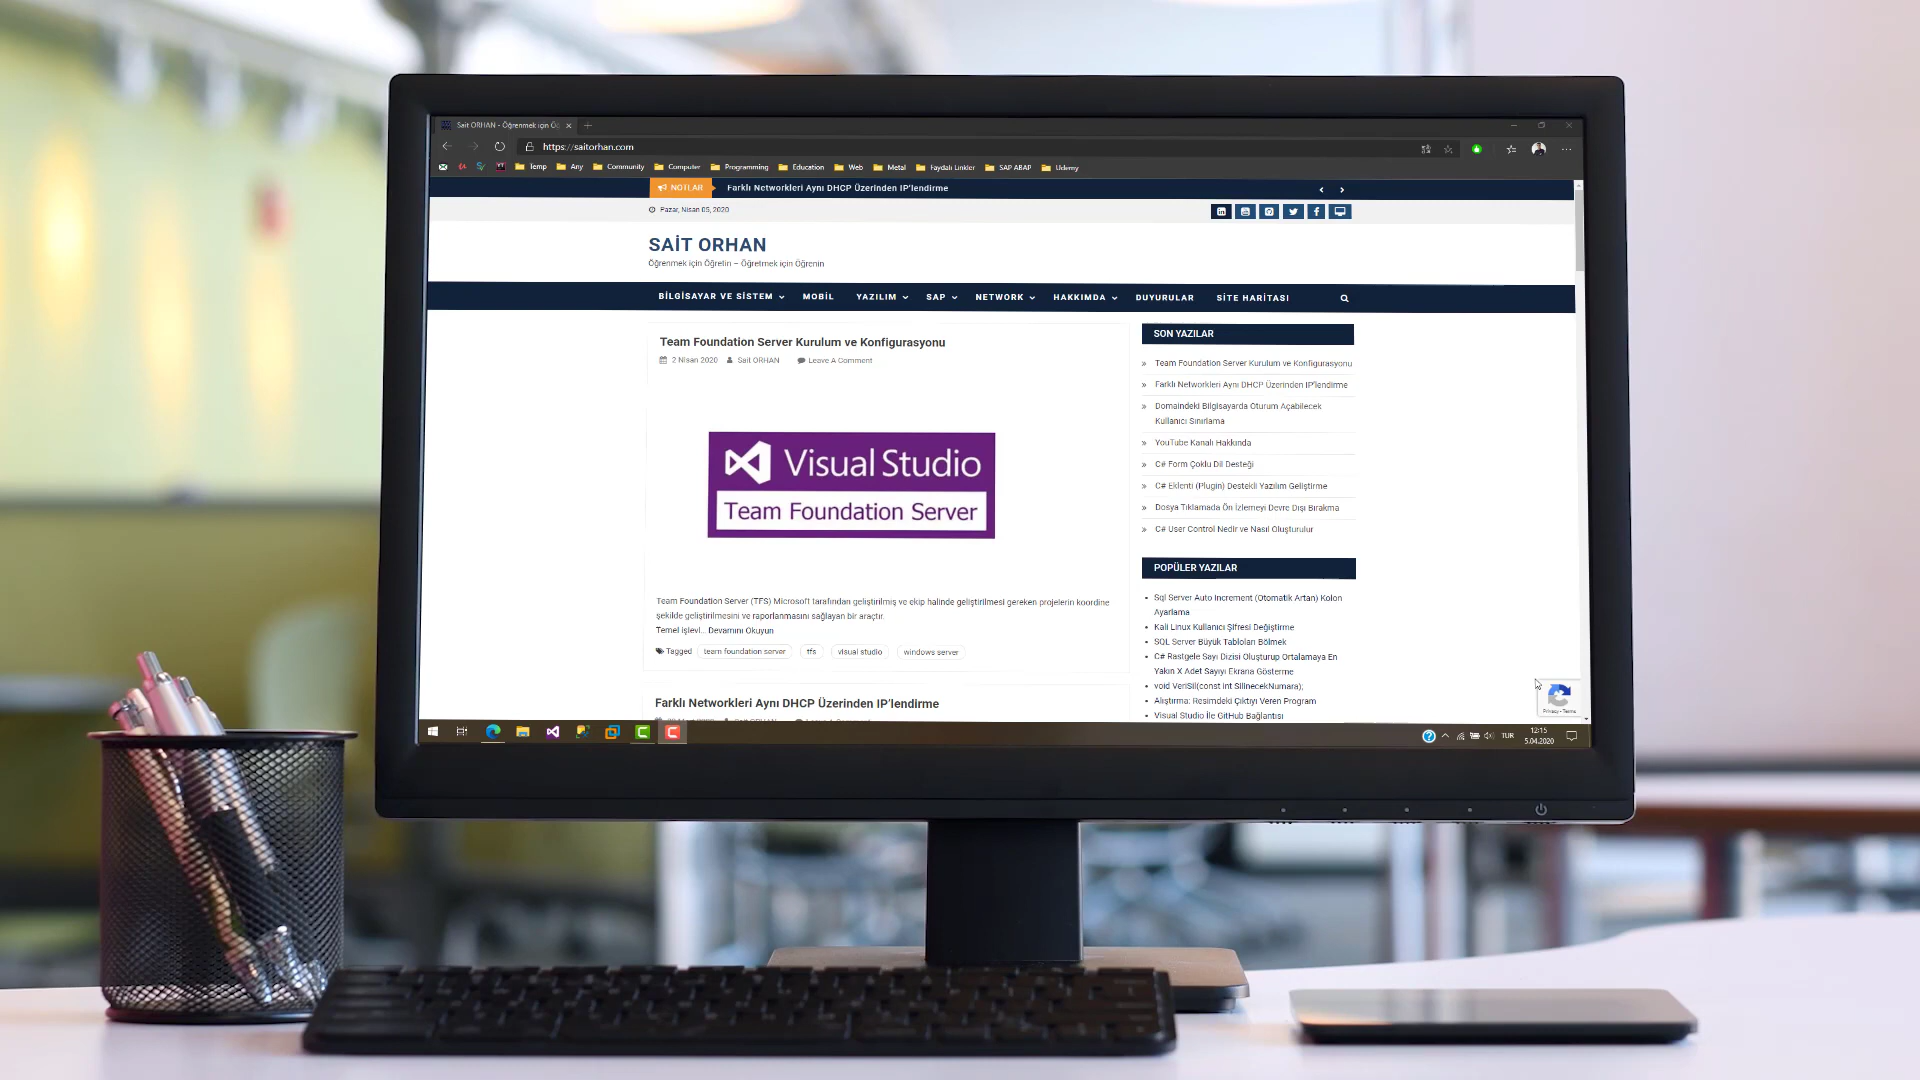 Sait ORHAN - Öğrenmek için Öğ
https://saitorhan.com
Temp Any Community Computer Programming Education Web Metal Faydalı Linkler SAP ABAP Udemy
NOTLAR Farklı Networkleri Aynı DHCP Üzerinden IP'lendirme
Pazar, Nisan 05, 2020
SAİT ORHAN
Öğrenmek için Öğretin – Öğretmek için Öğrenin
BİLGİSAYAR VE SİSTEM MOBİL YAZILIM SAP NETWORK HAKKIMDA DUYURULAR SİTE HARİTASI
Team Foundation Server Kurulum ve Konfigurasyonu
2 Nisan 2020 Sait ORHAN Leave A Comment
Visual Studio
Team Foundation Server
Team Foundation Server (TFS) Microsoft tarafından geliştirilmiş ve ekip halinde geliştirilmesi gereken projelerin koordine
şekilde geliştirilmesini ve raporlanmasını sağlayan bir araçtır.
Temel işlevi... Devamını Okuyun
Tagged team foundation server tfs visual studio windows server
Farklı Networkleri Aynı DHCP Üzerinden IP'lendirme
SON YAZILAR
Team Foundation Server Kurulum ve Konfigurasyonu
Farklı Networkleri Aynı DHCP Üzerinden IP'lendirme
Domaindeki Bilgisayarda Oturum Açabilecek
Kullanıcı Sınırlama
YouTube Kanalı Hakkında
C# Form Çoklu Dil Desteği
C# Eklenti (Plugin) Destekli Yazılım Geliştirme
Dosya Tıklamada Ön İzlemeyi Devre Dışı Bırakma
C# User Control Nedir ve Nasıl Oluşturulur
POPÜLER YAZILAR
Sql Server Auto Increment (Otomatik Artan) Kolon
Ayarlama
Kali Linux Kullanıcı Şifresi Değiştirme
SQL Server Büyük Tabloları Bölmek
C# Rastgele Sayı Dizisi Oluşturup Ortalamaya En
Yakın X Adet Sayıyı Ekrana Gösterme
void VeriSil(const int SilinecekNumara);
Alıştırma: Resimdeki Çıktıyı Veren Program
Visual Studio İle GitHub Bağlantısı
Privacy - Terms
TUR
12:15
5.04.2020